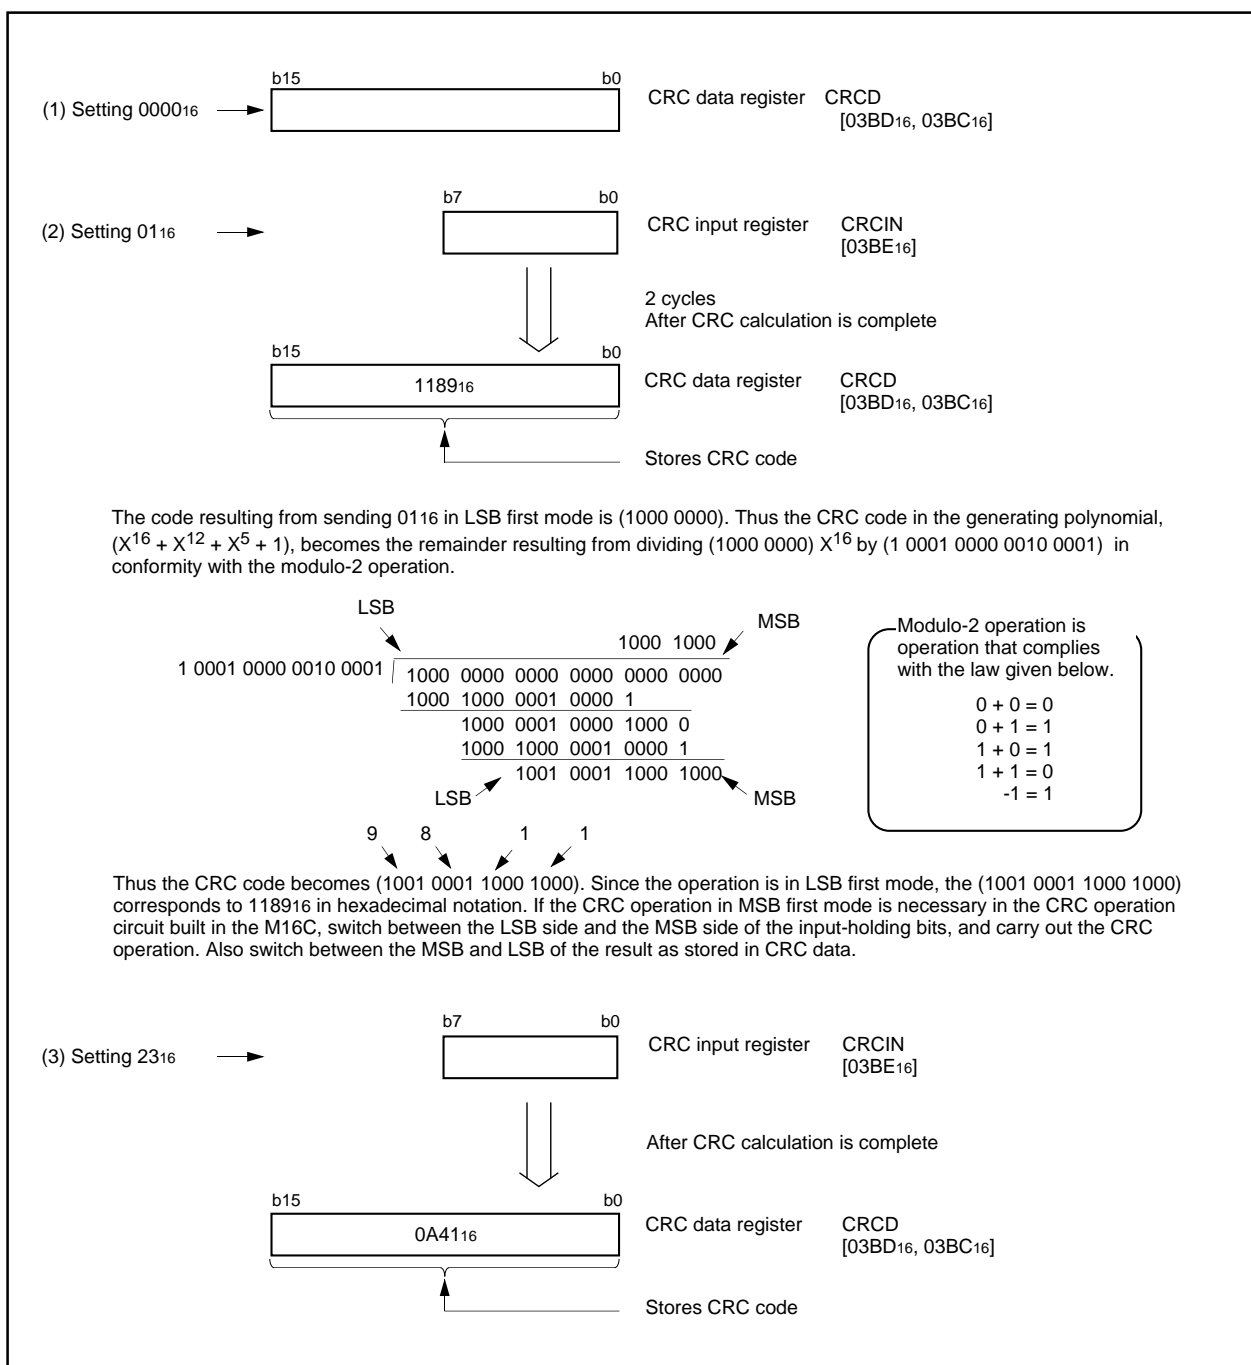 b15 b0
(1) Setting 0000₁₆ CRC data register CRCD
[03BD₁₆, 03BC₁₆]
b7 b0
(2) Setting 01₁₆ CRC input register CRCIN
[03BE₁₆]
2 cycles
After CRC calculation is complete
b15 b0
1189₁₆ CRC data register CRCD
[03BD₁₆, 03BC₁₆]
Stores CRC code
The code resulting from sending 01₁₆ in LSB first mode is (1000 0000). Thus the CRC code in the generating polynomial,
(X¹⁶ + X¹² + X⁵ + 1), becomes the remainder resulting from dividing (1000 0000) X¹⁶ by (1 0001 0000 0010 0001) in
conformity with the modulo-2 operation.
LSB MSB
1000 1000
1 0001 0000 0010 0001 1000 0000 0000 0000 0000 0000
1000 1000 0001 0000 1
1000 0001 0000 1000 0
1000 1000 0001 0000 1
1001 0001 1000 1000
LSB MSB
Modulo-2 operation is
operation that complies
with the law given below.
0 + 0 = 0
0 + 1 = 1
1 + 0 = 1
1 + 1 = 0
-1 = 1
9 8 1 1
Thus the CRC code becomes (1001 0001 1000 1000). Since the operation is in LSB first mode, the (1001 0001 1000 1000)
corresponds to 1189₁₆ in hexadecimal notation. If the CRC operation in MSB first mode is necessary in the CRC operation
circuit built in the M16C, switch between the LSB side and the MSB side of the input-holding bits, and carry out the CRC
operation. Also switch between the MSB and LSB of the result as stored in CRC data.
b7 b0
(3) Setting 23₁₆ CRC input register CRCIN
[03BE₁₆]
After CRC calculation is complete
b15 b0
0A41₁₆ CRC data register CRCD
[03BD₁₆, 03BC₁₆]
Stores CRC code